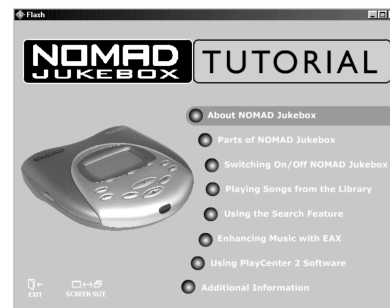 Flash
NOMAD
JUKEBOX
TUTORIAL
About NOMAD Jukebox
Parts of NOMAD Jukebox
Switching On/Off NOMAD Jukebox
Playing Songs from the Library
Using the Search Feature
Enhancing Music with EAX
Using PlayCenter 2 Software
Additional Information
EXIT
SCREEN SIZE